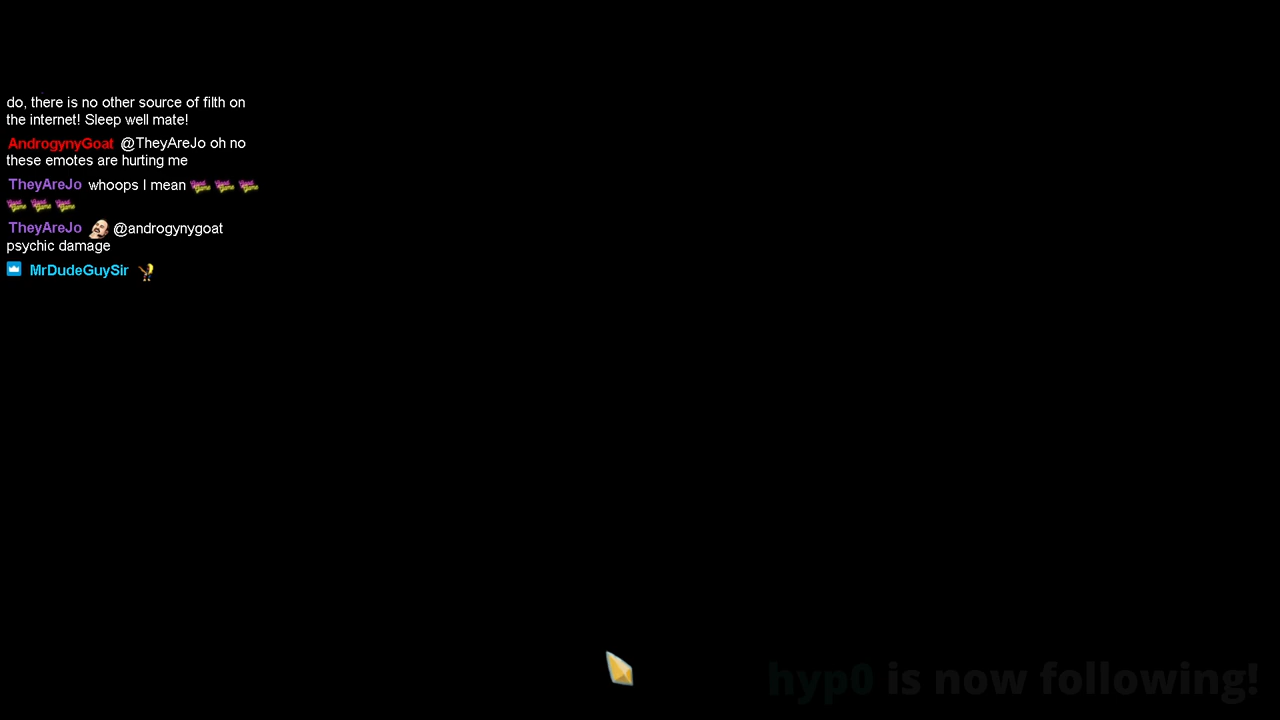 do, there is no other source of filth on
the internet! Sleep well mate!
AndrogynyGoat @TheyAreJo oh no
these emotes are hurting me
TheyAreJo whoops I mean
TheyAreJo @androgynygoat
psychic damage
MrDudeGuySir
hyp0 is now following!